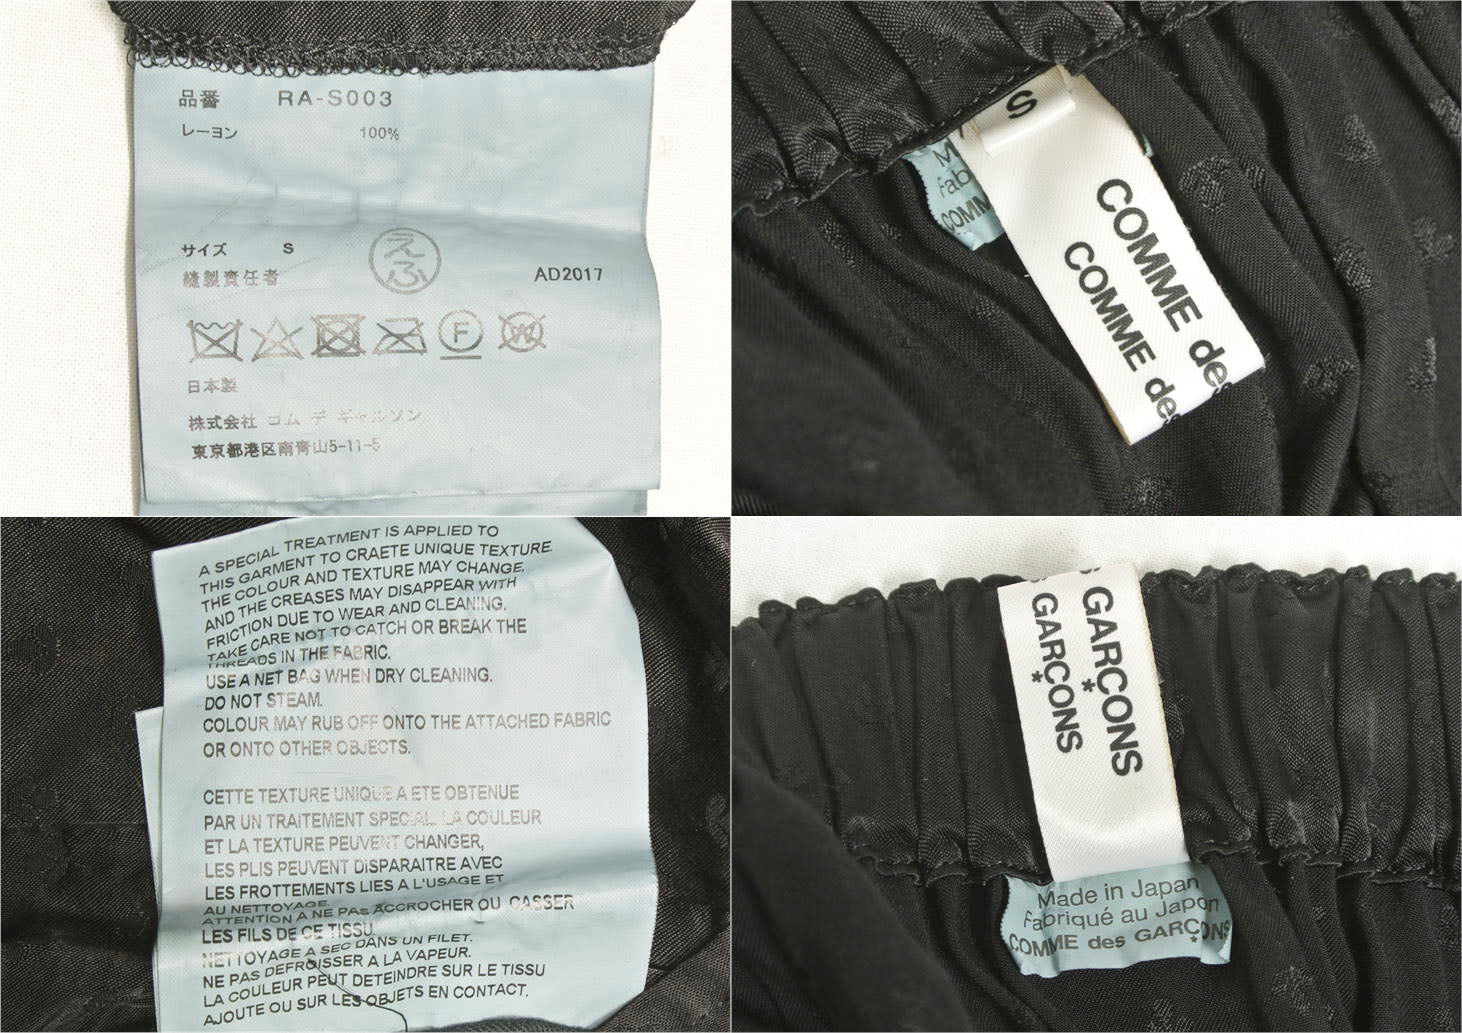 品番 RA-S003
レーヨン 100%
サイズ S
縫製責任者 えふ AD2017
F W
日本製
株式会社 コム デ ギャルソン
東京都港区南青山5-11-5
S
COMME des
COMME des
M
Fab
COMM
A SPECIAL TREATMENT IS APPLIED TO
THIS GARMENT TO CRAETE UNIQUE TEXTURE.
THE COLOUR AND TEXTURE MAY CHANGE,
AND THE CREASES MAY DISAPPEAR WITH
FRICTION DUE TO WEAR AND CLEANING.
TAKE CARE NOT TO CATCH OR BREAK THE
THREADS IN THE FABRIC.
USE A NET BAG WHEN DRY CLEANING.
DO NOT STEAM.
COLOUR MAY RUB OFF ONTO THE ATTACHED FABRIC
OR ONTO OTHER OBJECTS.
CETTE TEXTURE UNIQUE A ETE OBTENUE
PAR UN TRAITEMENT SPECIAL. LA COULEUR
ET LA TEXTURE PEUVENT CHANGER,
LES PLIS PEUVENT DISPARAITRE AVEC
LES FROTTEMENTS LIES A L'USAGE ET
AU NETTOYAGE.
ATTENTION A NE PAS ACCROCHER OU CASSER
LES FILS DE CE TISSU.
NETTOYAGE A SEC DANS UN FILET.
NE PAS DEFROISSER A LA VAPEUR.
LA COULEUR PEUT DETEINDRE SUR LE TISSU
AJOUTE OU SUR LES OBJETS EN CONTACT.
S GARÇONS
GARÇONS
Made in Japan
Fabriqué au Japon
COMME des GARÇONS